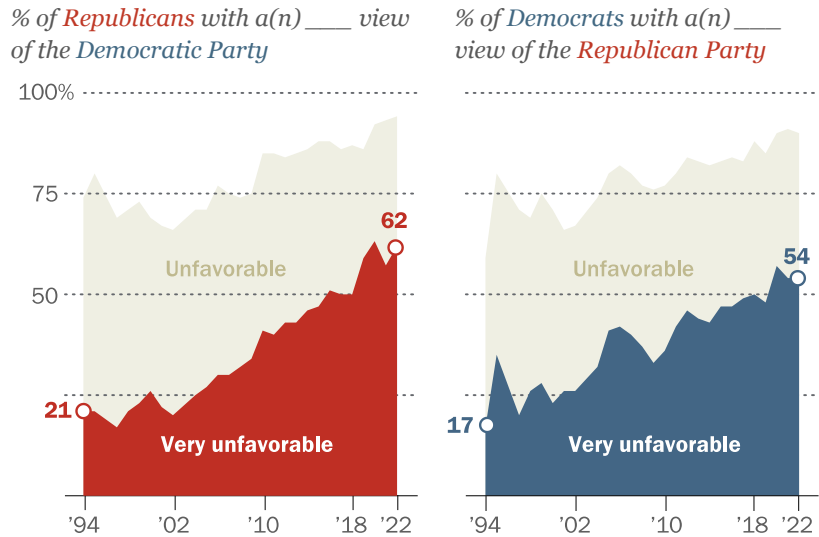 % of Republicans with a(n) ___ view
of the Democratic Party
100%
75
50
Unfavorable
62
21
Very unfavorable
’94 ’02 ’10 ’18 ’22
% of Democrats with a(n) ___
view of the Republican Party
Unfavorable
54
17
Very unfavorable
’94 ’02 ’10 ’18 ’22